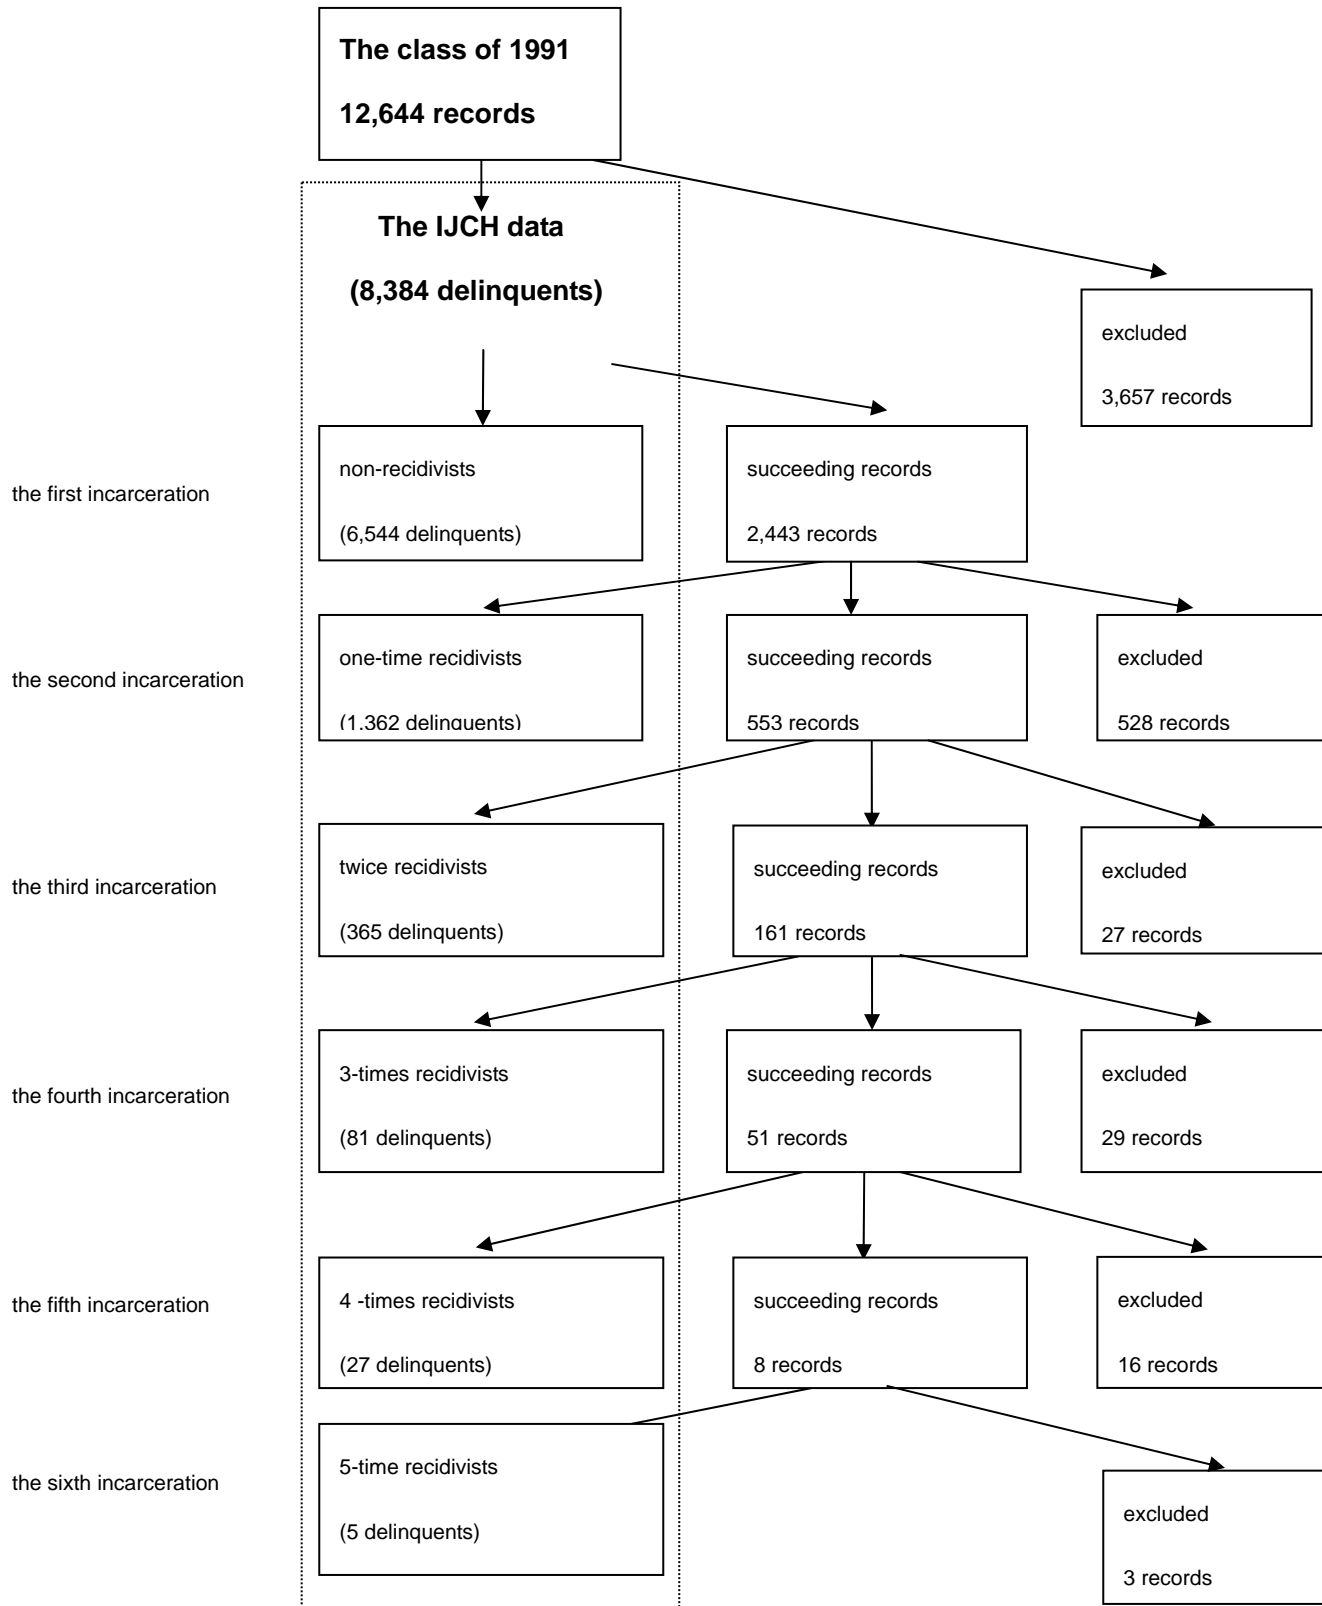 The class of 1991
12,644 records
The IJCH data
(8,384 delinquents)
excluded
3,657 records
the first incarceration
non-recidivists
(6,544 delinquents)
succeeding records
2,443 records
the second incarceration
one-time recidivists
(1,362 delinquents)
succeeding records
553 records
excluded
528 records
the third incarceration
twice recidivists
(365 delinquents)
succeeding records
161 records
excluded
27 records
the fourth incarceration
3-times recidivists
(81 delinquents)
succeeding records
51 records
excluded
29 records
the fifth incarceration
4 -times recidivists
(27 delinquents)
succeeding records
8 records
excluded
16 records
the sixth incarceration
5-time recidivists
(5 delinquents)
excluded
3 records